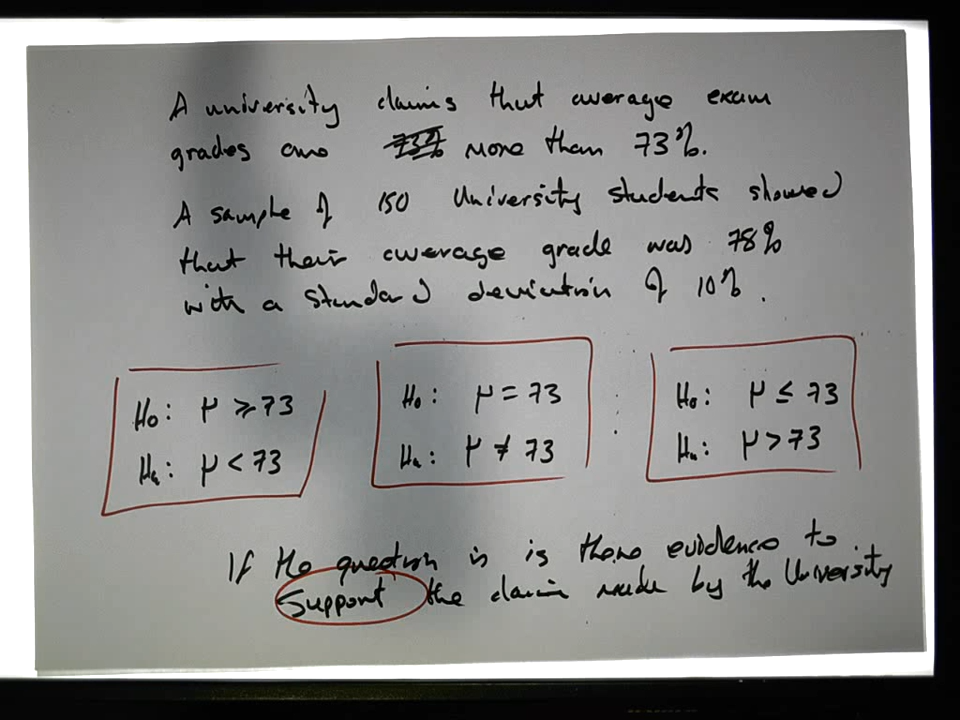 A university claims that average exam
grades are more than 73%.
A sample of 150 University students showed
that their average grade was 78%
with a standard deviation of 10%.
H₀: μ ≥ 73
Hₐ: μ < 73
H₀: μ = 73
Hₐ: μ ≠ 73
H₀: μ ≤ 73
Hₐ: μ > 73
If the question is is there evidence to
Support the claim made by the University